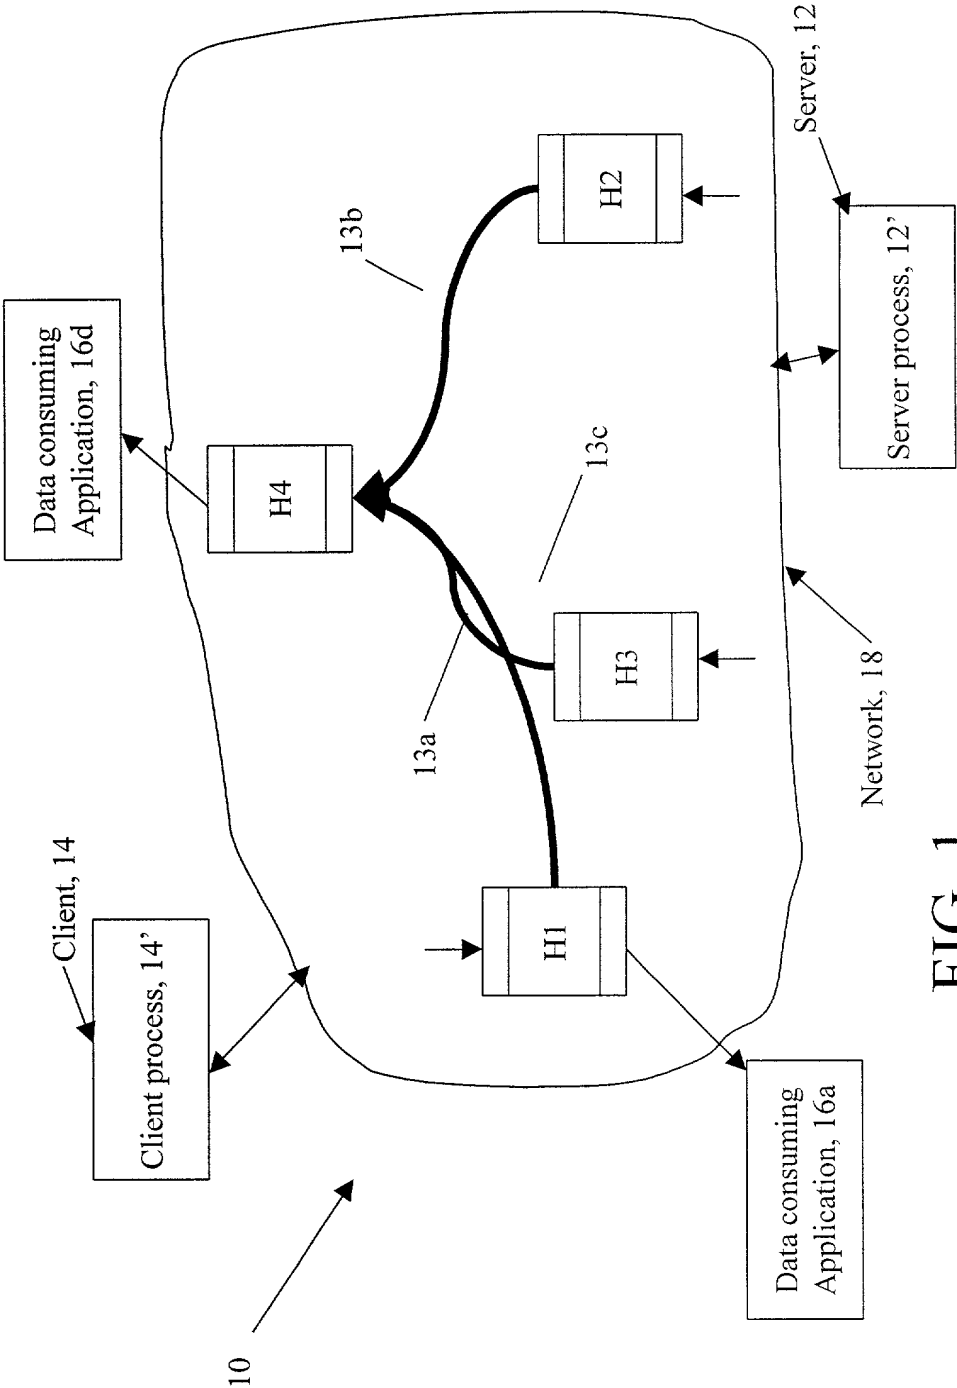 Data consuming
Application, 16d
Client, 14
Client process, 14'
10
H4
13b
13a
H1
13c
H2
H3
Data consuming
Application, 16a
Server, 12
Network, 18
Server process, 12'
FIG. 1